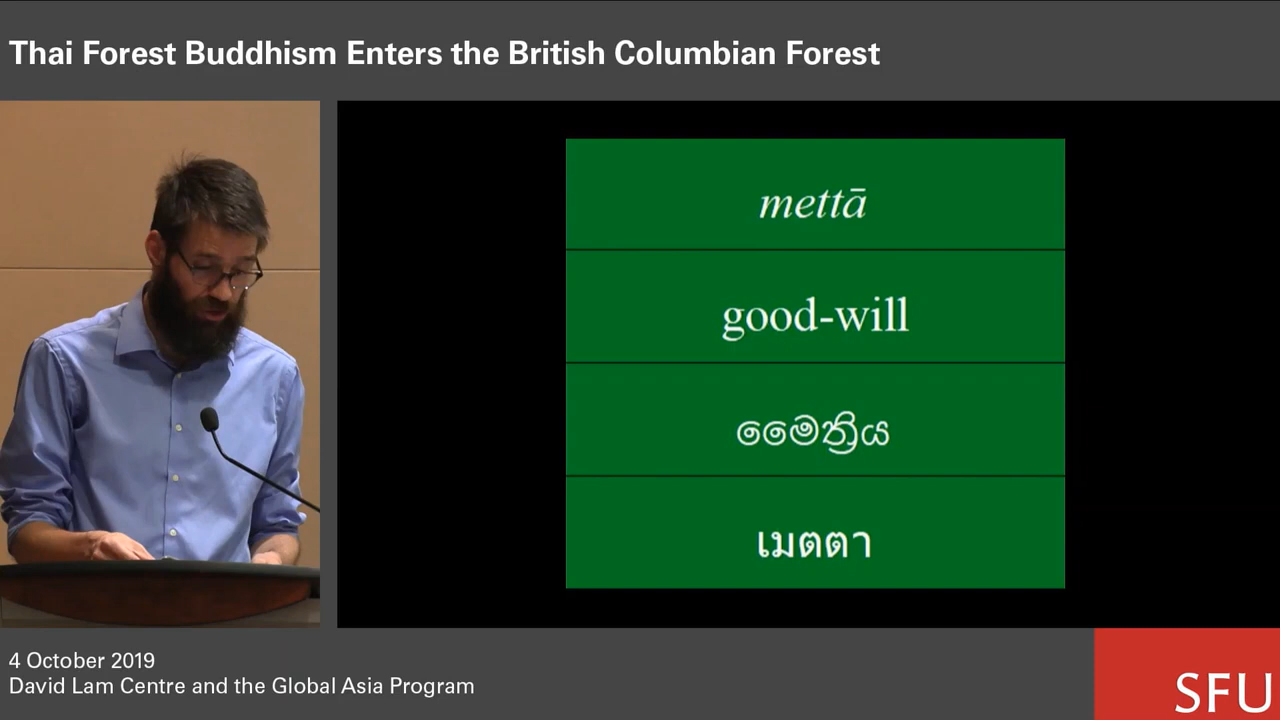 Thai Forest Buddhism Enters the British Columbian Forest
mettā
good-will
මෛත්‍රිය
เมตตา
4 October 2019
David Lam Centre and the Global Asia Program
SFU